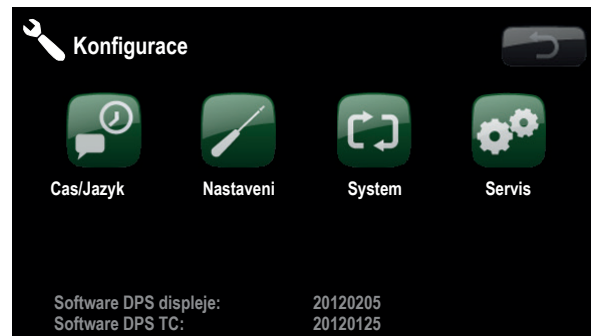 Konfigurace
Cas/Jazyk Nastaveni System Servis
Software DPS displeje: 20120205
Software DPS TC: 20120125